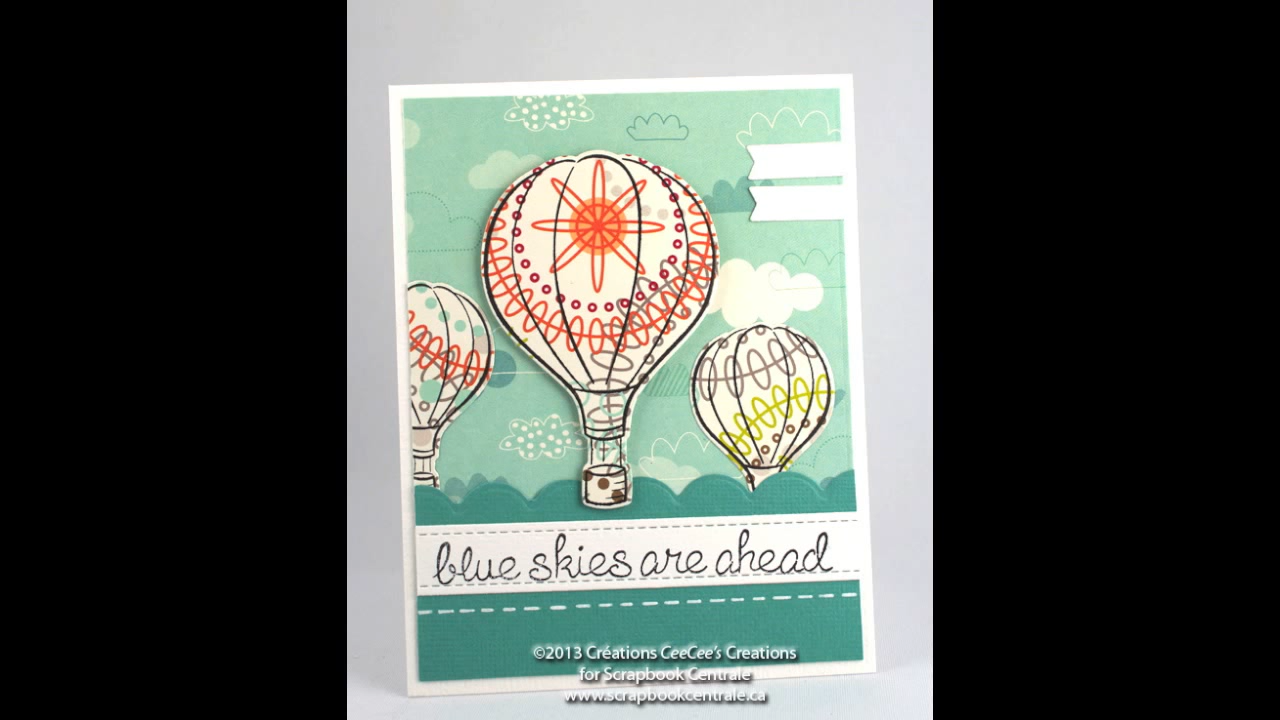 blue skies are ahead
©2013 Créations CeeCee's Creations
for Scrapbook Centrale
www.scrapbookcentrale.ca